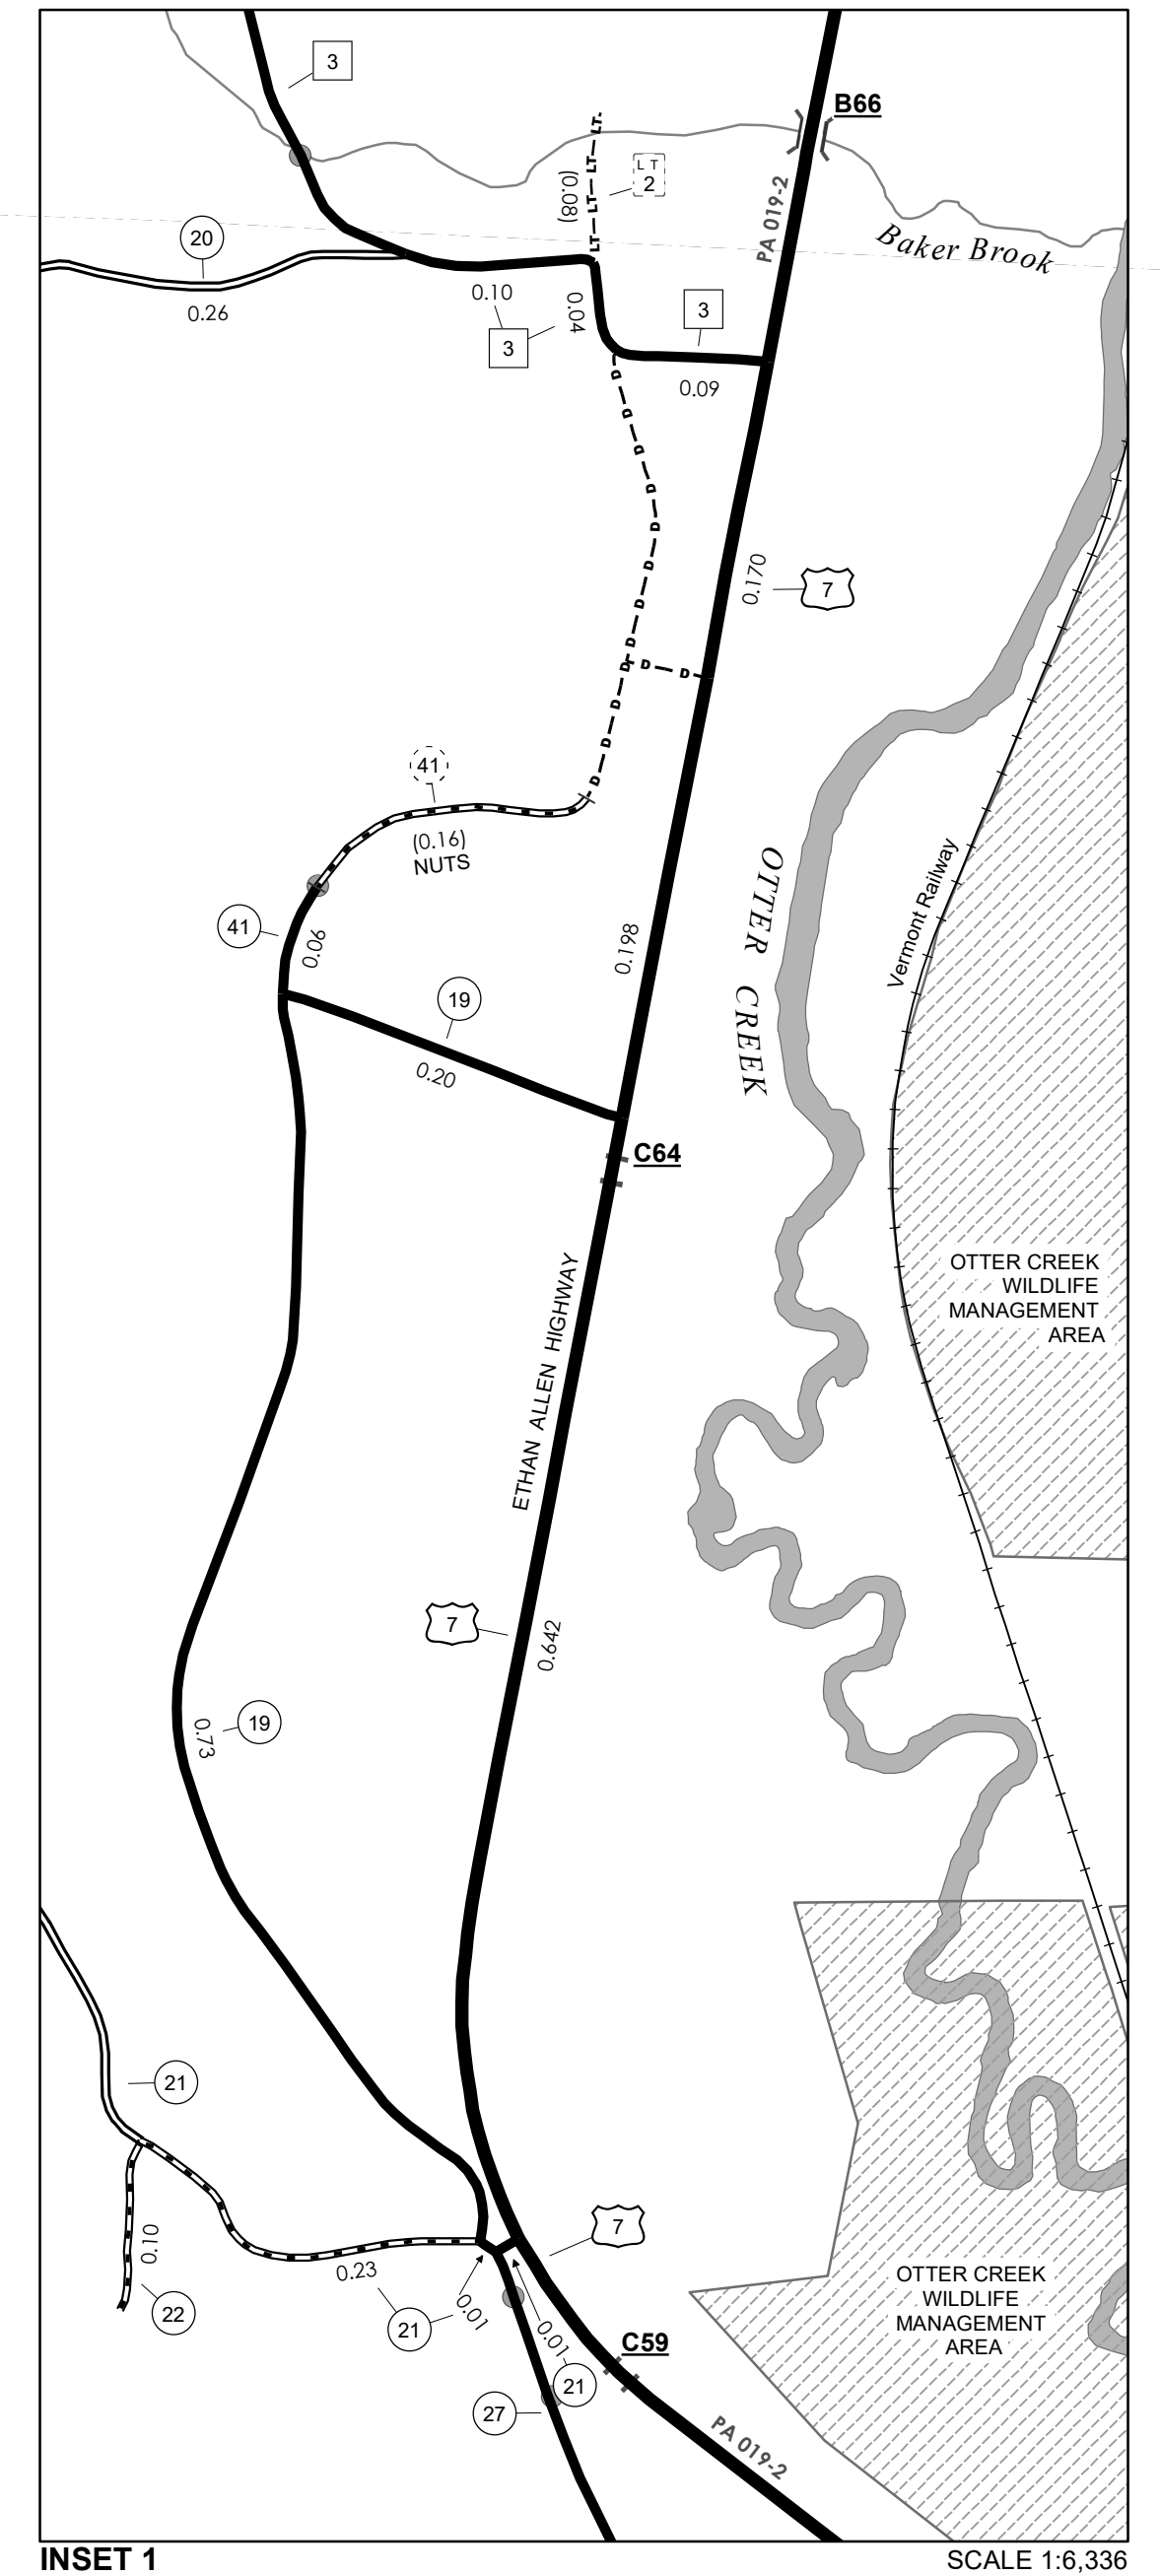 3
B66
LT
LT
LT
LT
L T
2
(0.08)
PA 019-2
Baker Brook
20
0.26
0.10
3
0.04
3
0.09
D
D
D
D
D
D
D
D
D
D
D
D
D
0.170
7
41
(0.16)
NUTS
41
0.06
0.198
19
0.20
OTTER CREEK
Vermont Railway
C64
OTTER CREEK
WILDLIFE
MANAGEMENT
AREA
ETHAN ALLEN HIGHWAY
7
0.642
0.73
19
21
0.10
22
0.23
21
0.01
7
0.01
21
27
C59
PA 019-2
OTTER CREEK
WILDLIFE
MANAGEMENT
AREA
INSET 1
SCALE 1:6,336